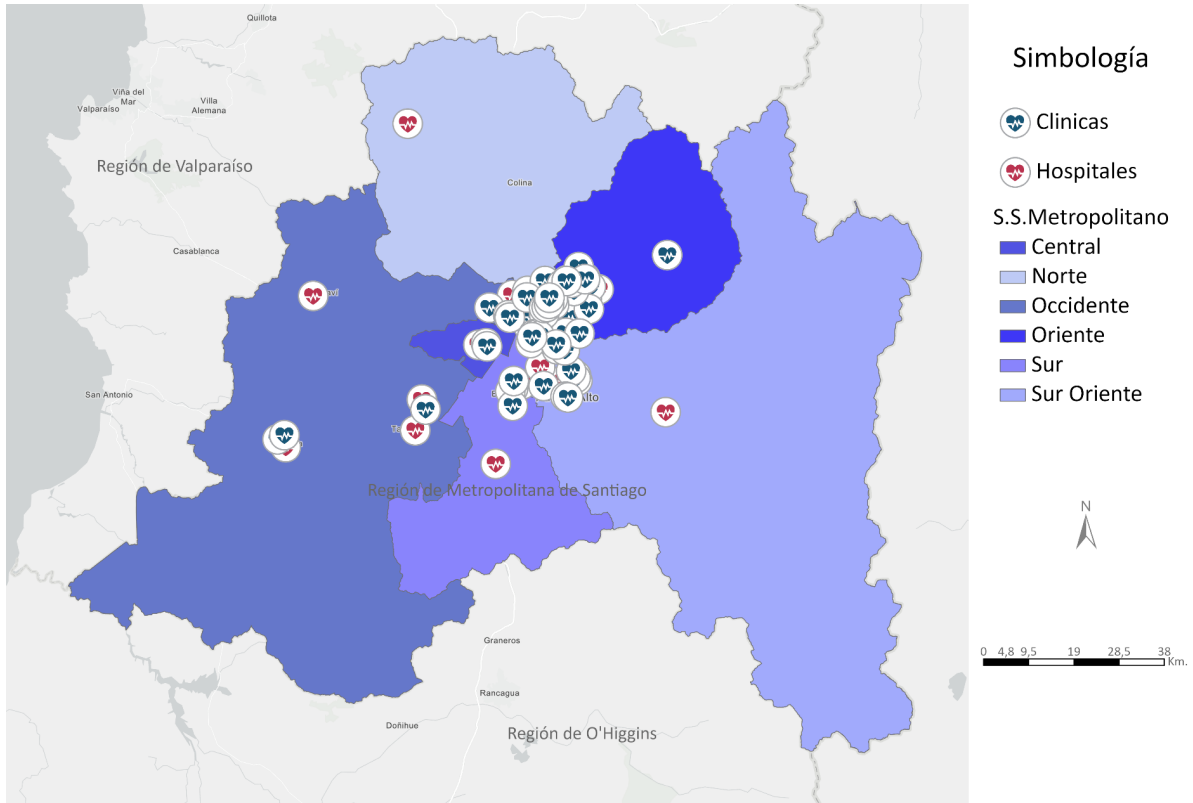 Quillota
Viña del
Mar
Valparaíso
Villa
Alemana
Región de Valparaíso
Colina
Casablanca
San Antonio
Alto
Región de Metropolitana de Santiago
Graneros
Rancagua
Doñihue
Región de O'Higgins
Simbología
Clinicas
Hospitales
S.S.Metropolitano
Central
Norte
Occidente
Oriente
Sur
Sur Oriente
N
0 4,8 9,5 19 28,5 38
Km.